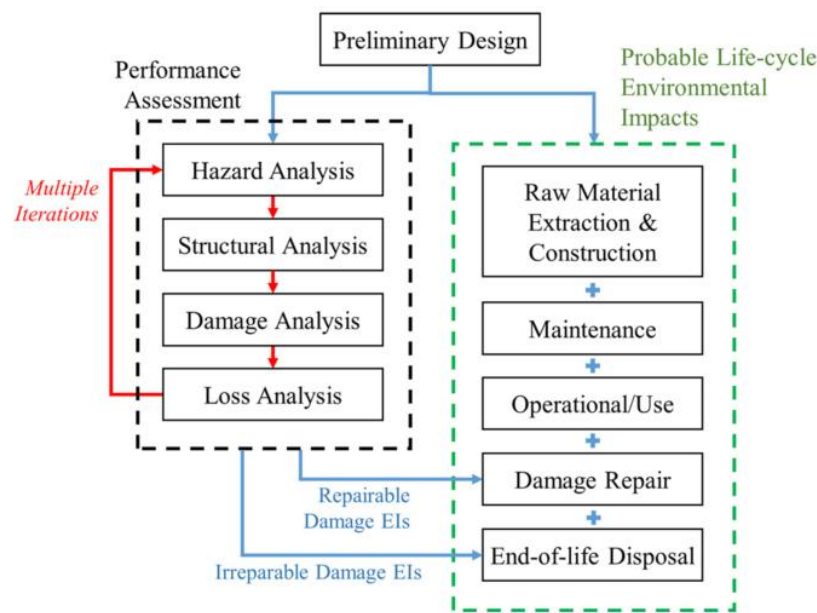 Preliminary Design
Performance
Assessment
Hazard Analysis
Multiple
Iterations
Structural Analysis
Damage Analysis
Loss Analysis
Probable Life-cycle
Environmental
Impacts
Raw Material
Extraction &
Construction
+
Maintenance
+
Operational/Use
+
Damage Repair
+
End-of-life Disposal
Repairable
Damage EIs
Irreparable Damage EIs